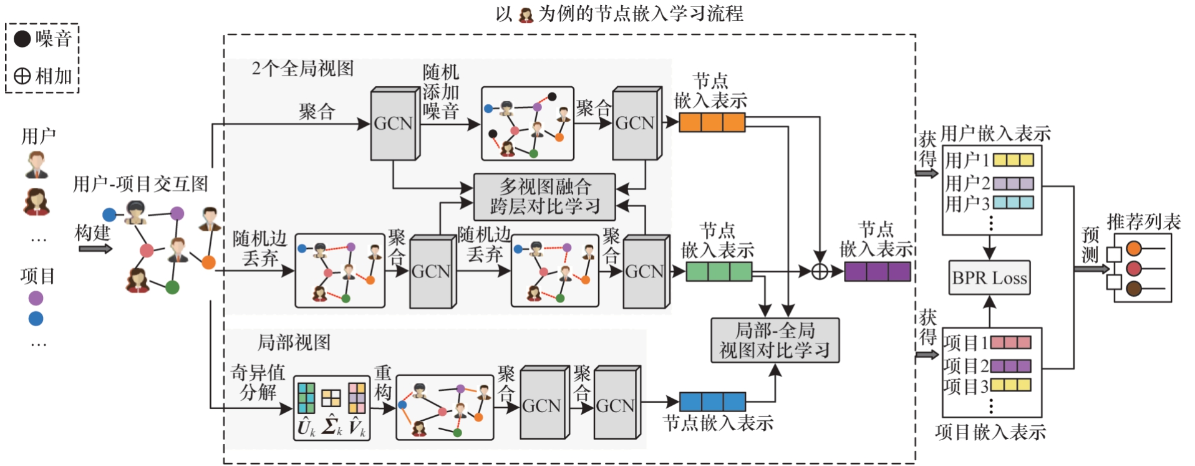 以 为例的节点嵌入学习流程
噪音
相加
用户
…
项目
…
用户-项目交互图
构建
2个全局视图
聚合
GCN
随机
添加
噪音
聚合
GCN
节点
嵌入表示
多视图融合
跨层对比学习
随机边
丢弃
聚合
GCN
随机边
丢弃
聚合
GCN
节点
嵌入表示
节点
嵌入表示
局部-全局
视图对比学习
局部视图
奇异值
分解
Û_k Σ̂_k V̂_k
重构
聚合
GCN
聚合
GCN
节点嵌入表示
获得
用户嵌入表示
用户1
用户2
用户3
⋮
BPR Loss
获得
项目1
项目2
项目3
⋮
项目嵌入表示
预测
推荐列表